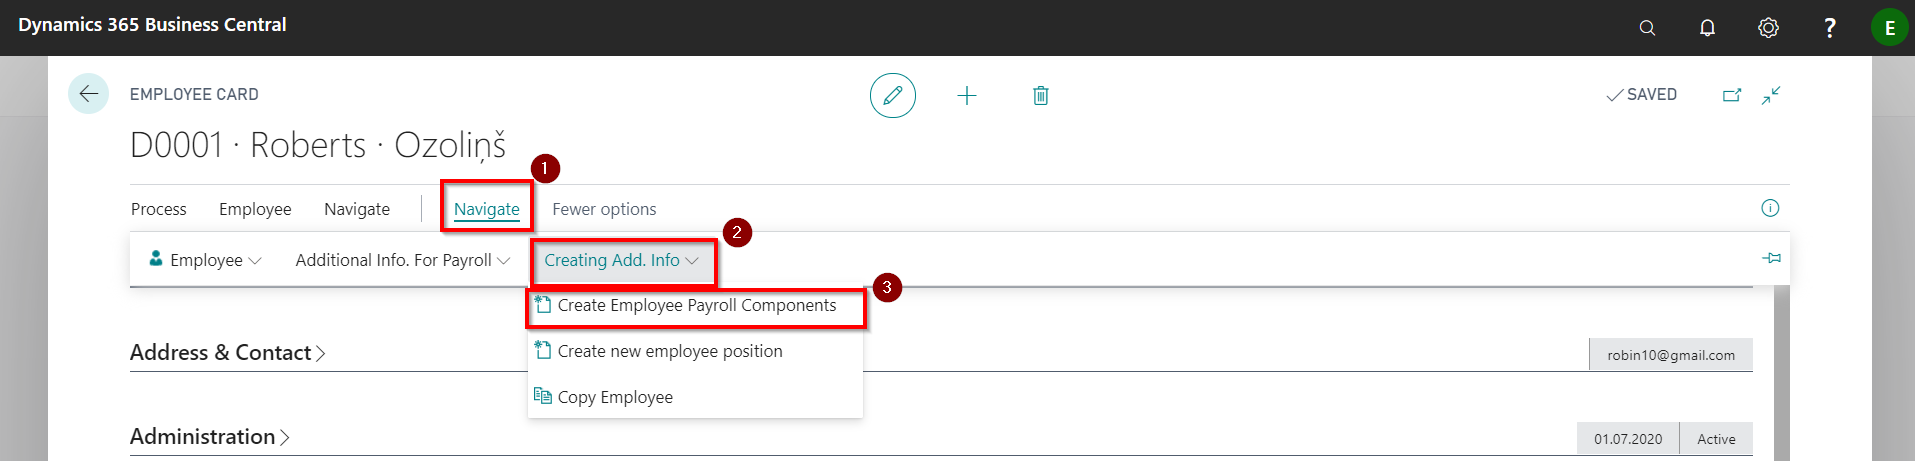 Dynamics 365 Business Central
E
EMPLOYEE CARD
SAVED
D0001 · Roberts · Ozoliņš
1
Process Employee Navigate Navigate Fewer options
2
Employee Additional Info. For Payroll Creating Add. Info
3
Create Employee Payroll Components
Create new employee position
Copy Employee
Address & Contact
robin10@gmail.com
Administration
01.07.2020 Active